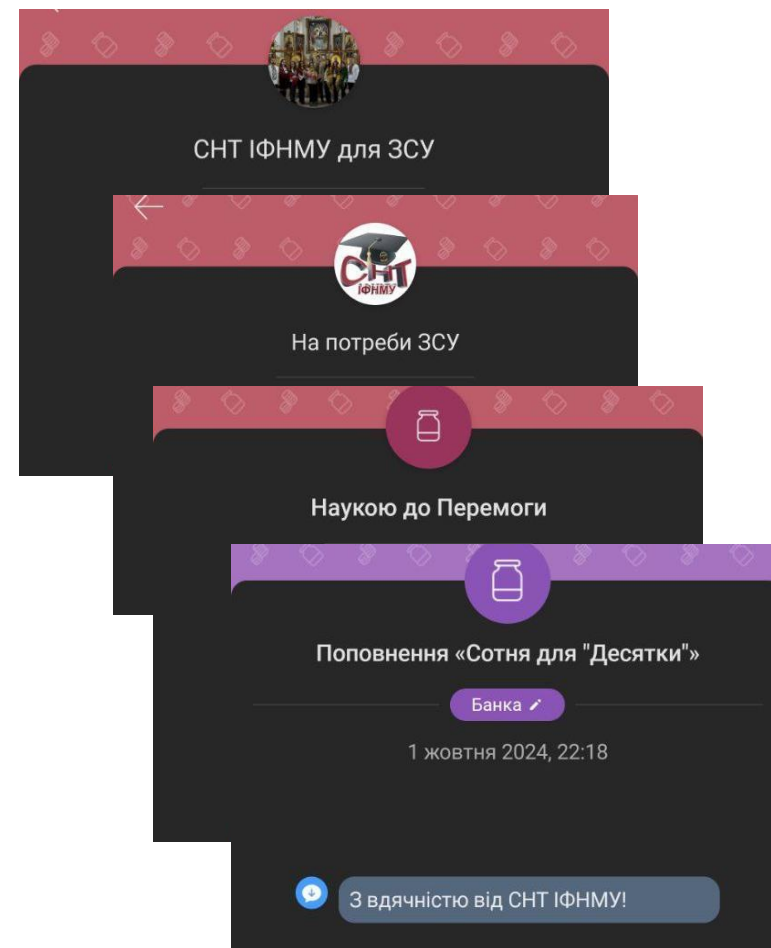 СНТ ІФНМУ для ЗСУ
СНТ
ІФНМУ
На потреби ЗСУ
Наукою до Перемоги
Поповнення «Сотня для "Десятки"»
Банка
1 жовтня 2024, 22:18
З вдячністю від СНТ ІФНМУ!